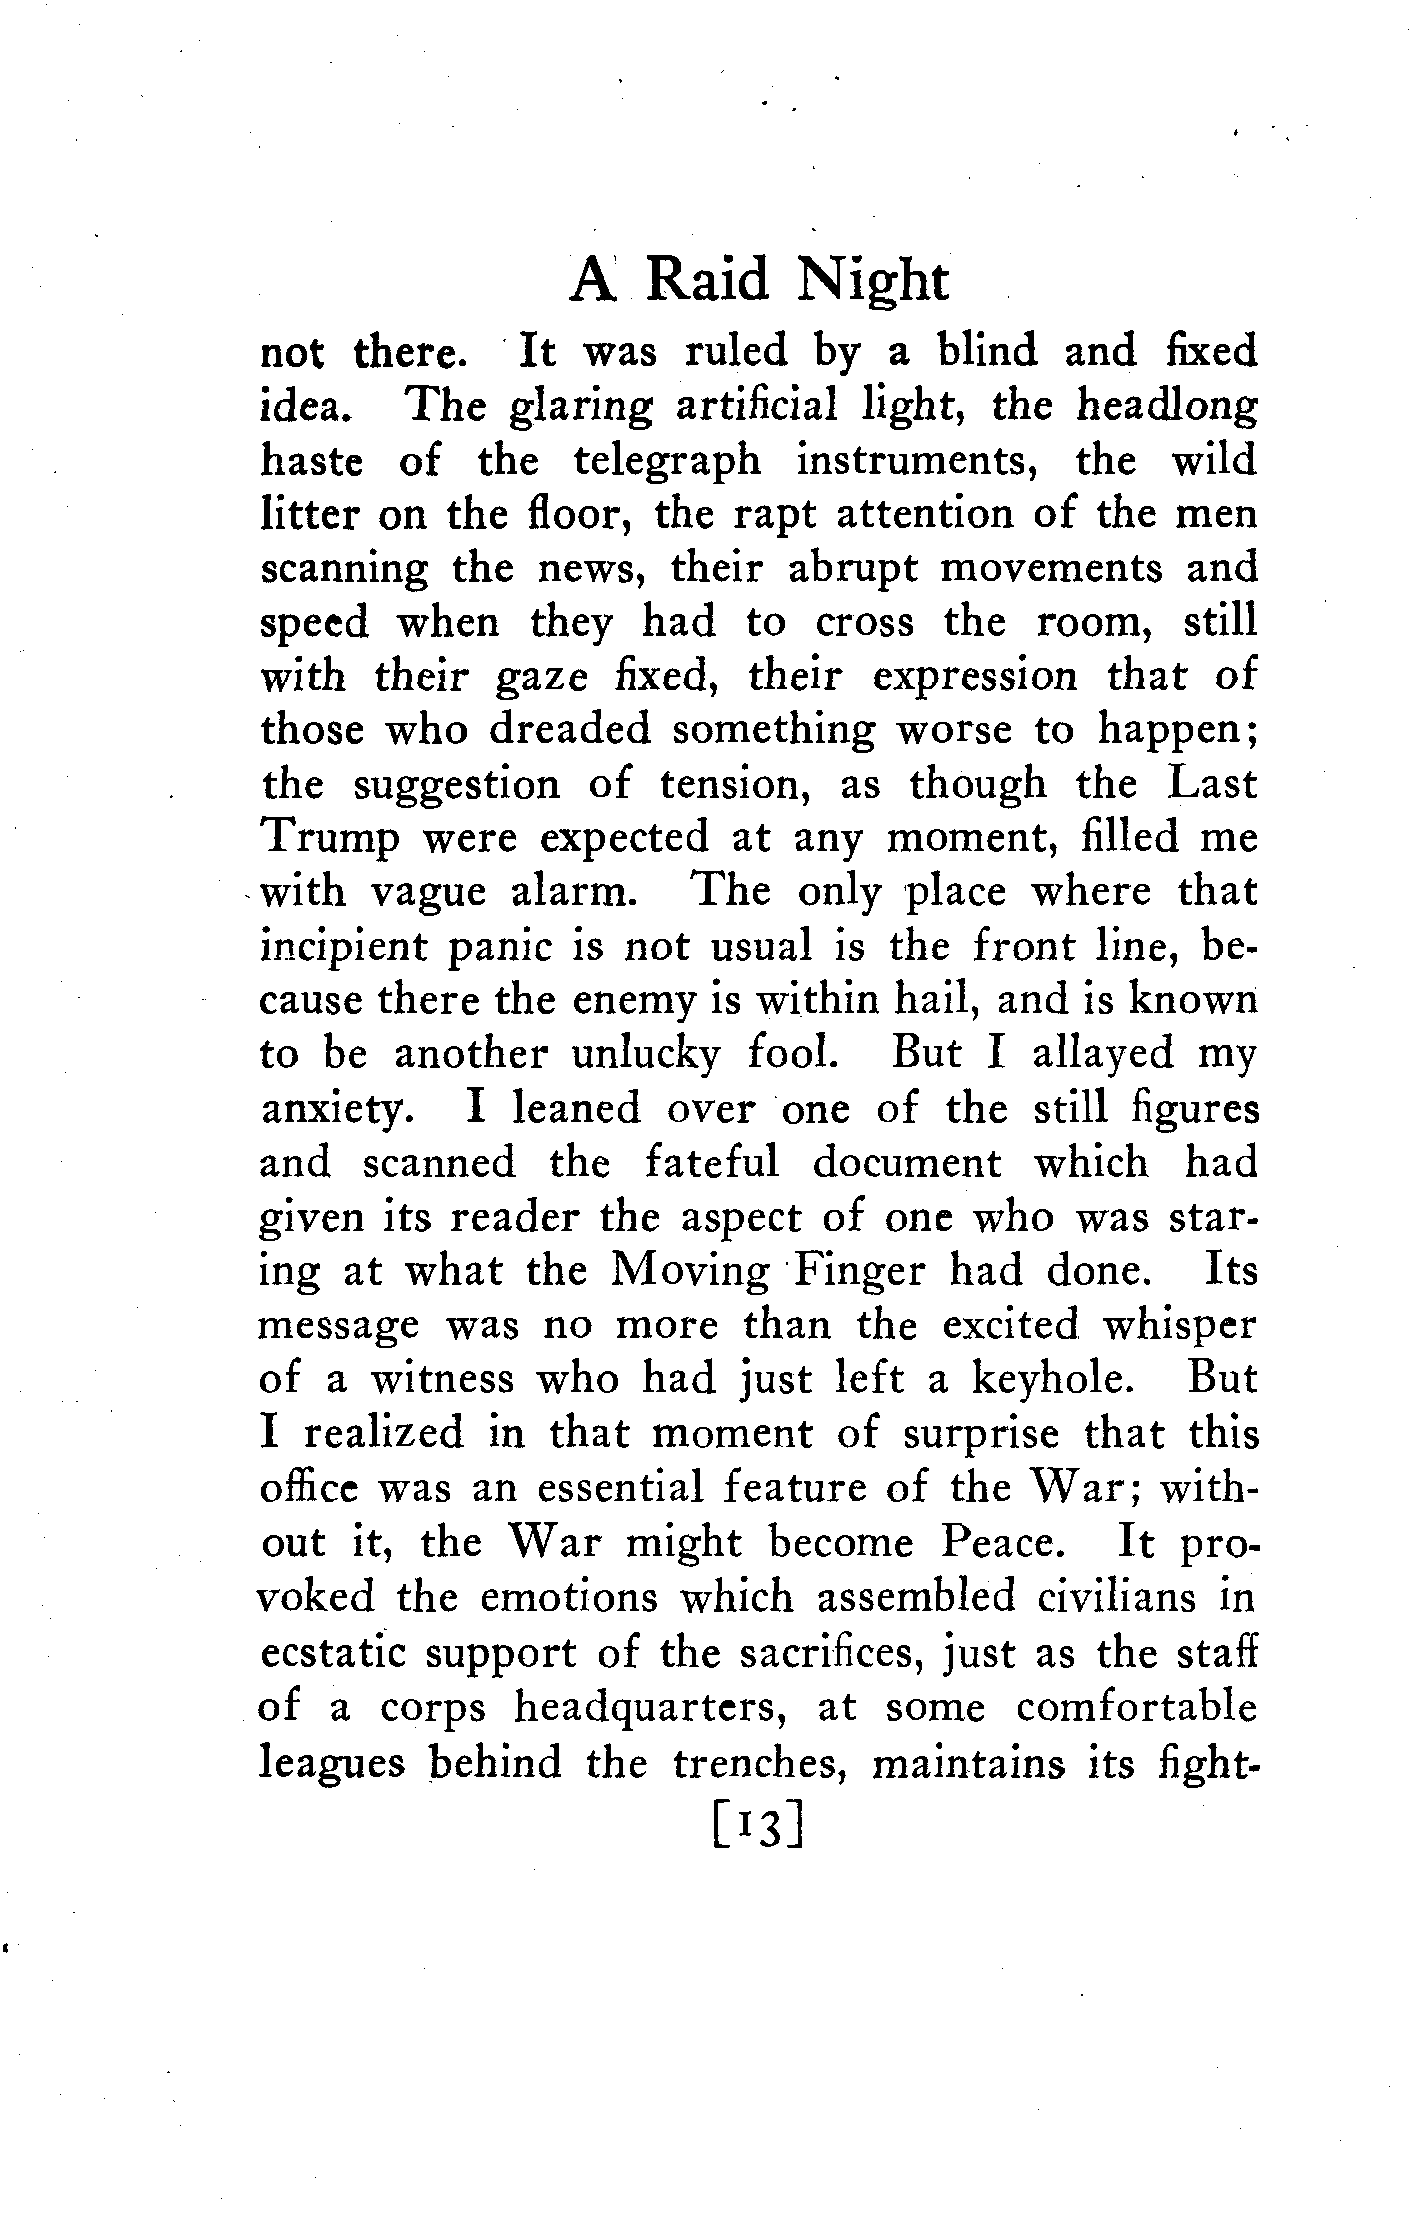 A Raid Night
not there. It was ruled by a blind and fixed
idea. The glaring artificial light, the headlong
haste of the telegraph instruments, the wild
litter on the floor, the rapt attention of the men
scanning the news, their abrupt movements and
speed when they had to cross the room, still
with their gaze fixed, their expression that of
those who dreaded something worse to happen;
the suggestion of tension, as though the Last
Trump were expected at any moment, filled me
with vague alarm. The only place where that
incipient panic is not usual is the front line, be-
cause there the enemy is within hail, and is known
to be another unlucky fool. But I allayed my
anxiety. I leaned over one of the still figures
and scanned the fateful document which had
given its reader the aspect of one who was star-
ing at what the Moving Finger had done. Its
message was no more than the excited whisper
of a witness who had just left a keyhole. But
I realized in that moment of surprise that this
office was an essential feature of the War; with-
out it, the War might become Peace. It pro-
voked the emotions which assembled civilians in
ecstatic support of the sacrifices, just as the staff
of a corps headquarters, at some comfortable
leagues behind the trenches, maintains its fight-
[13]